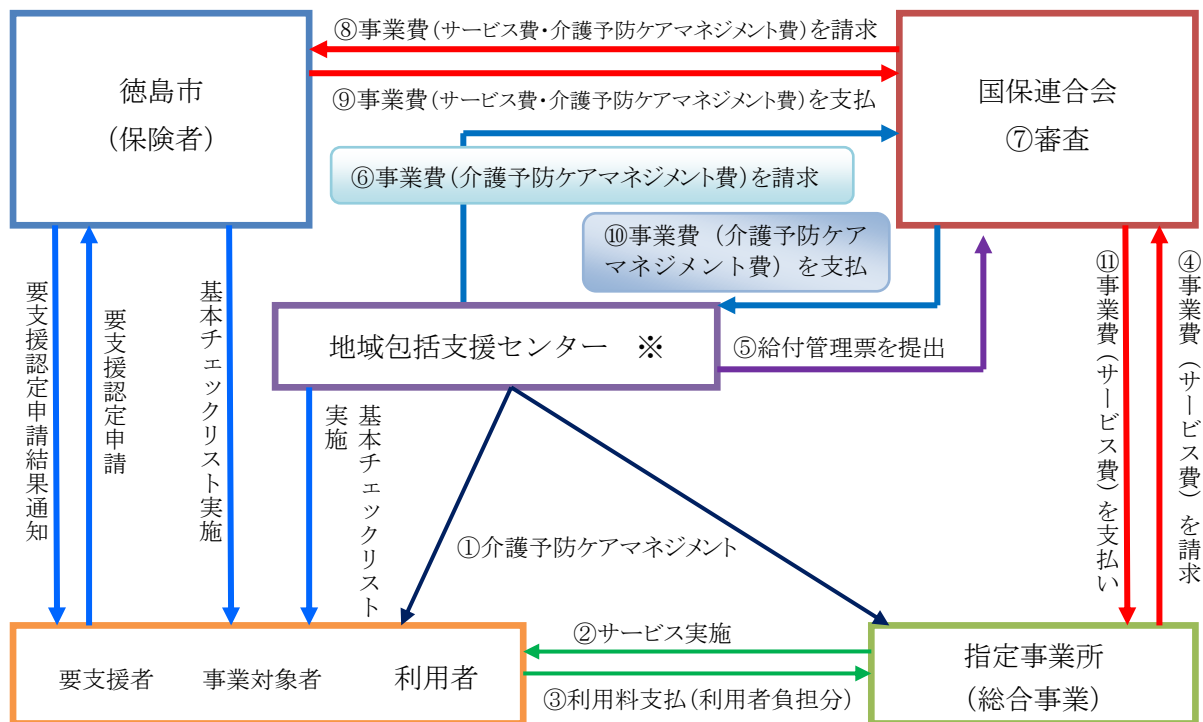 ⑧事業費(サービス費・介護予防ケアマネジメント費)を請求
徳島市
(保険者)
⑨事業費(サービス費・介護予防ケアマネジメント費)を支払
国保連合会
⑦審査
⑥事業費(介護予防ケアマネジメント費)を請求
⑩事業費（介護予防ケア
マネジメント費）を支払
地域包括支援センター　※
⑤給付管理票を提出
要支援認定申請結果通知
要支援認定申請
基本チェックリスト実施
基本チェックリスト
実施
①介護予防ケアマネジメント
⑪事業費(サービス費)を支払い
④事業費(サービス費)を請求
②サービス実施
③利用料支払(利用者負担分)
要支援者　事業対象者　利用者
指定事業所
(総合事業)